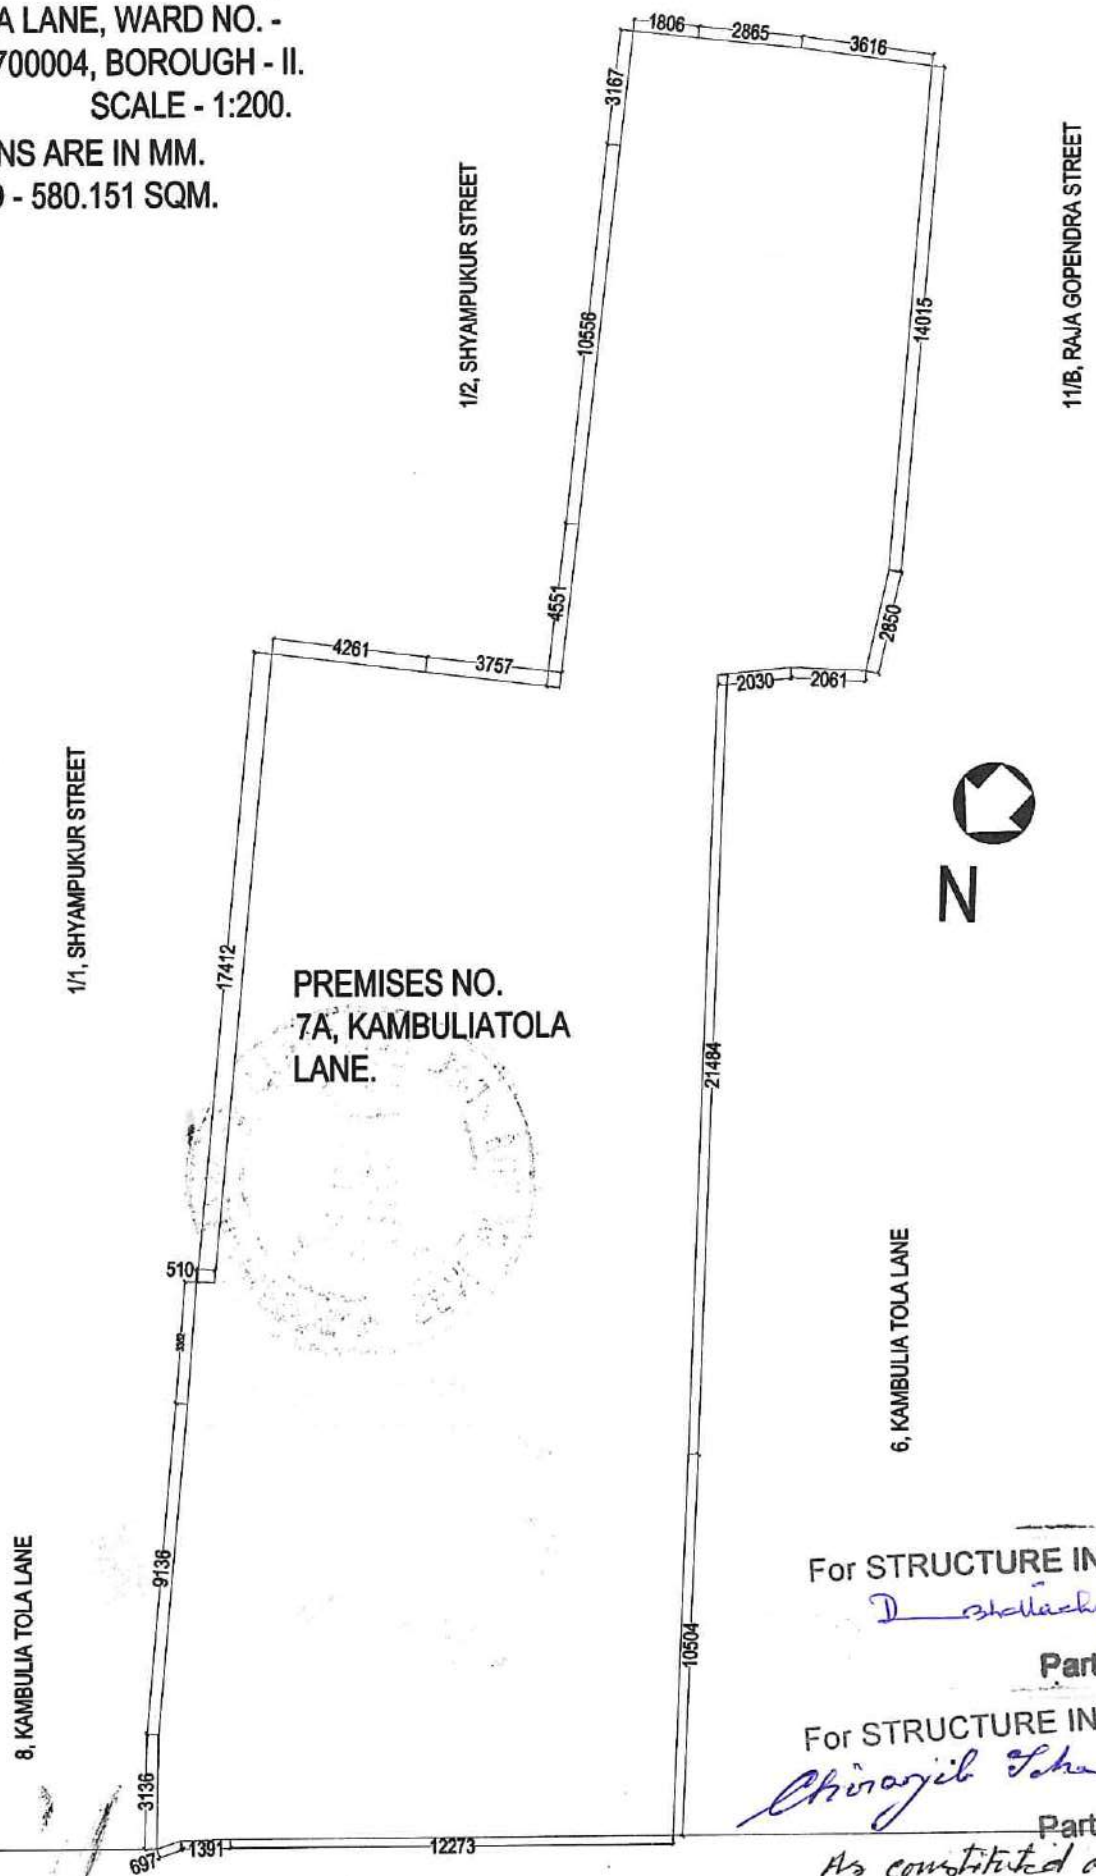 A LANE, WARD NO. -
700004, BOROUGH - II.
SCALE - 1:200.
NS ARE IN MM.
- 580.151 SQM.
1806
2865
3616
3167
1/2, SHYAMPUKUR STREET
11/B, RAJA GOPENDRA STREET
10556
14015
4551
2850
4261
3757
2030
2061
1/1, SHYAMPUKUR STREET
N
17412
PREMISES NO.
7A, KAMBULIATOLA
LANE.
21484
510
6, KAMBULIA TOLA LANE
9136
8, KAMBULIA TOLA LANE
10504
3136
697
1391
12273
For STRUCTURE IN
D
Part
For STRUCTURE IN
Chiranjib
Part
As constituted